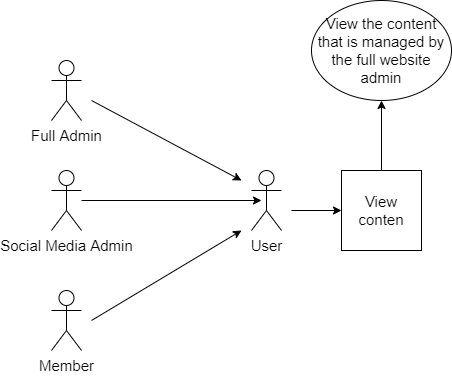 View the content
that is managed by
the full website
admin
Full Admin
Social Media Admin
User
View
conten
Member